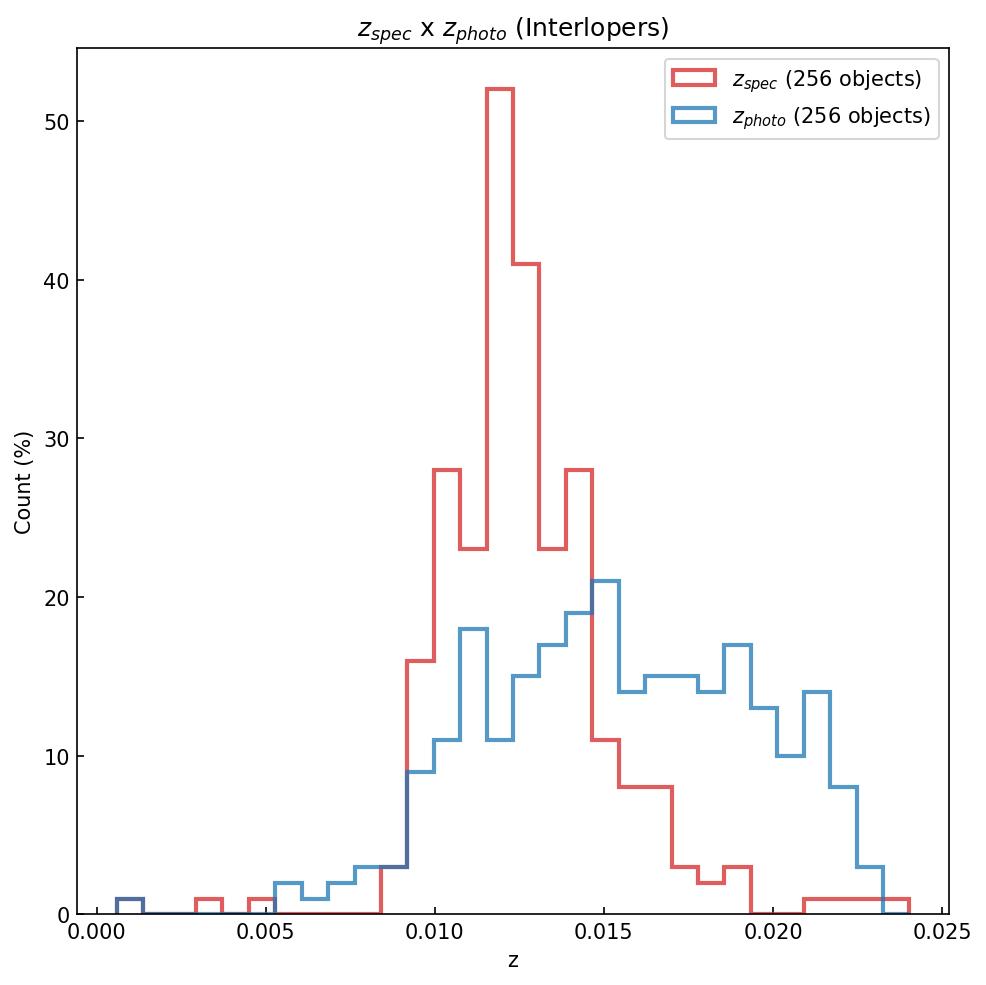 z_spec x z_photo (Interlopers)
z_spec (256 objects)
z_photo (256 objects)
Count (%)
50
40
30
20
10
0
0.000 0.005 0.010 0.015 0.020 0.025
z